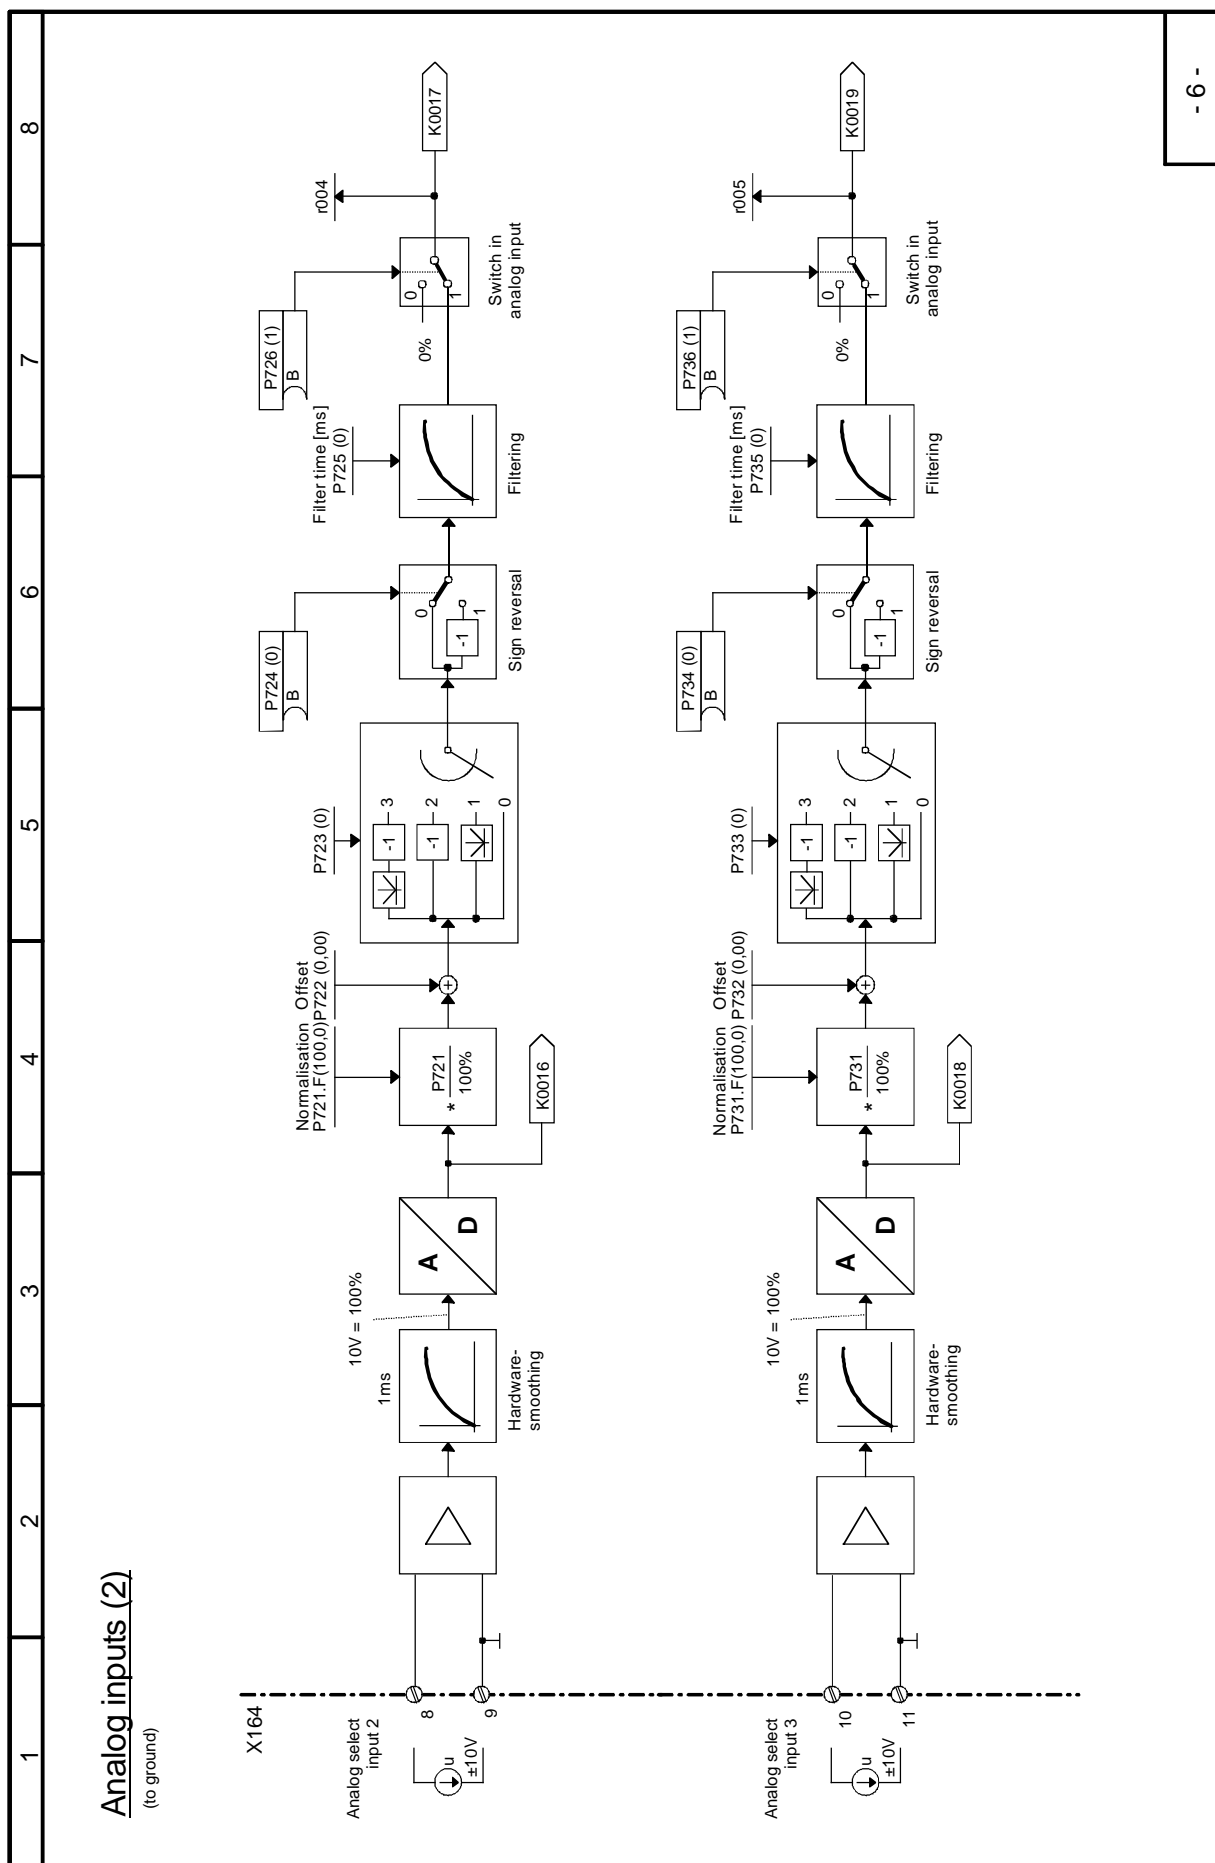 1
2
3
4
5
6
7
8
Analog inputs (2)
(to ground)
X164
Analog select
input 2
8
9
u
±10V
1ms
Hardware-
smoothing
10V = 100%
A
D
K0016
Normalisation
P721.F(100,0)
*
P721
100%
Offset
P722 (0,00)
+
P723 (0)
-1
3
-1
2
1
0
P724 (0)
B
0
-1
1
Sign reversal
Filter time [ms]
P725 (0)
Filtering
P726 (1)
B
0%
0
1
Switch in
analog input
r004
K0017
Analog select
input 3
10
11
u
±10V
1ms
Hardware-
smoothing
10V = 100%
A
D
K0018
Normalisation
P731.F(100,0)
*
P731
100%
Offset
P732 (0,00)
+
P733 (0)
-1
3
-1
2
1
0
P734 (0)
B
0
-1
1
Sign reversal
Filter time [ms]
P735 (0)
Filtering
P736 (1)
B
0%
0
1
Switch in
analog input
r005
K0019
- 6 -